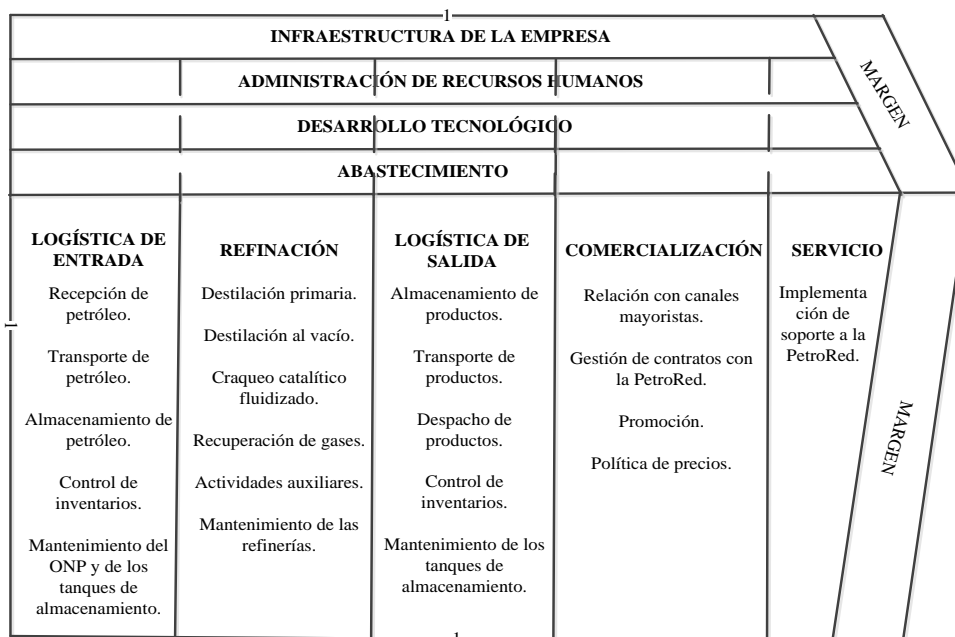 1
INFRAESTRUCTURA DE LA EMPRESA
ADMINISTRACIÓN DE RECURSOS HUMANOS
DESARROLLO TECNOLÓGICO
ABASTECIMIENTO
MARGEN
LOGÍSTICA DE
ENTRADA
Recepción de
petróleo.
Transporte de
petróleo.
Almacenamiento de
petróleo.
Control de
inventarios.
Mantenimiento del
ONP y de los
tanques de
almacenamiento.
REFINACIÓN
Destilación primaria.
Destilación al vacío.
Craqueo catalítico
fluidizado.
Recuperación de gases.
Actividades auxiliares.
Mantenimiento de las
refinerías.
LOGÍSTICA DE
SALIDA
Almacenamiento de
productos.
Transporte de
productos.
Despacho de
productos.
Control de
inventarios.
Mantenimiento de los
tanques de
almacenamiento.
COMERCIALIZACIÓN
Relación con canales
mayoristas.
Gestión de contratos con
la PetroRed.
Promoción.
Política de precios.
SERVICIO
Implementa
ción de
soporte a la
PetroRed.
MARGEN
1
1